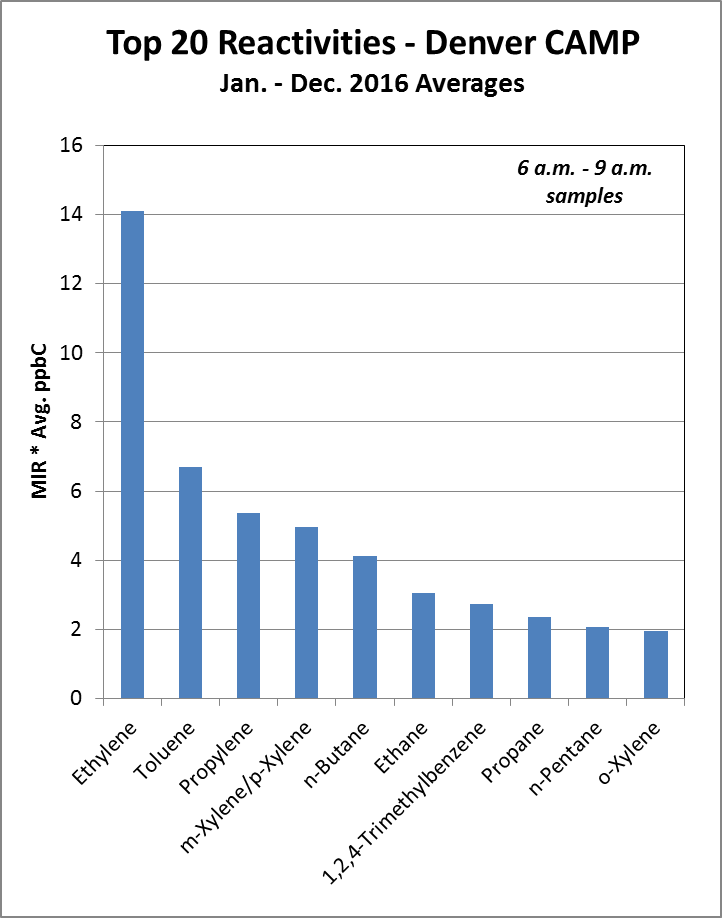 Top 20 Reactivities - Denver CAMP
Jan. - Dec. 2016 Averages
6 a.m. - 9 a.m.
samples
MIR * Avg. ppbC
16
14
12
10
8
6
4
2
0
Ethylene
Toluene
Propylene
m-Xylene/p-Xylene
n-Butane
Ethane
1,2,4-Trimethylbenzene
Propane
n-Pentane
o-Xylene